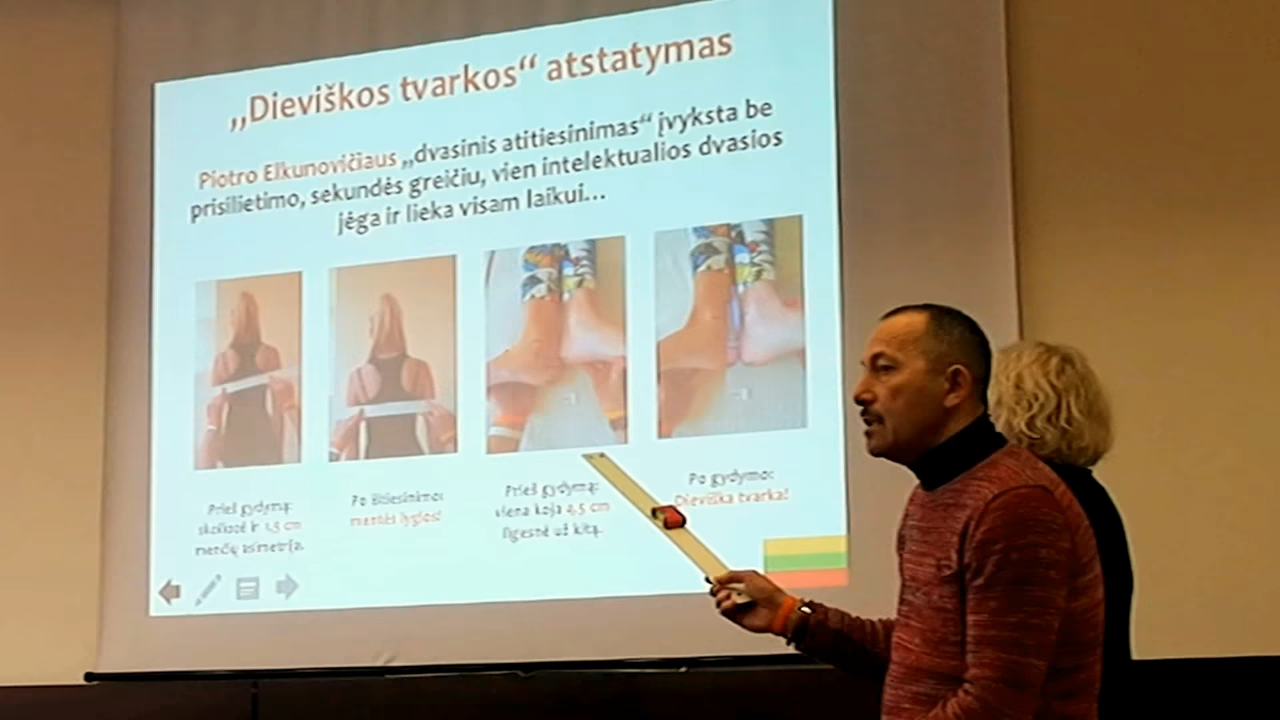 „Dieviškos tvarkos“ atstatymas
Piotro Elkunovičiaus „dvasinis atitiesinimas“ įvyksta be
prisilietimo, sekundės greičiu, vien intelektualios dvasios
jėga ir lieka visam laikui...
Prieš gydymą:
skoliozė ir 1,5 cm
menčių asimetrija.
Po ištiesinimo:
mentės lygios!
Prieš gydymą:
viena koja 4,5 cm
ilgesnė už kitą.
Po gydymo:
Dieviška tvarka!